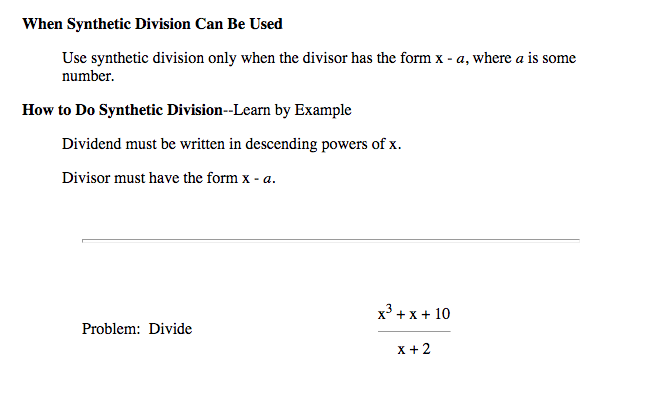 When Synthetic Division Can Be Used
Use synthetic division only when the divisor has the form x - a, where a is some
number.
How to Do Synthetic Division--Learn by Example
Dividend must be written in descending powers of x.
Divisor must have the form x - a.
Problem: Divide
x³ + x + 10
x + 2